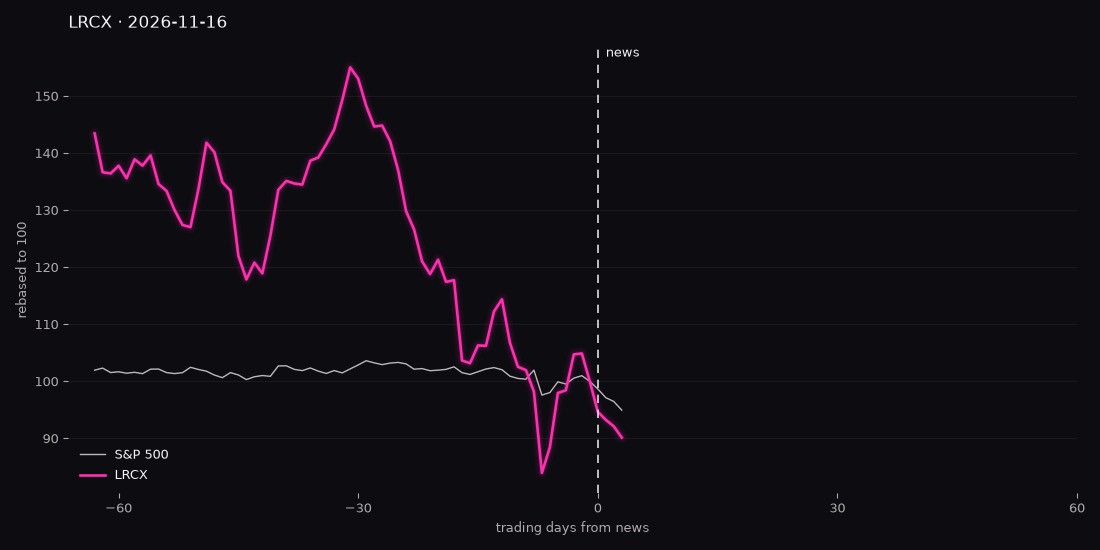 LRCX · 2026-11-16
news
150
140
130
120
110
100
90
rebased to 100
S&P 500
LRCX
−60
−30
0
30
60
trading days from news